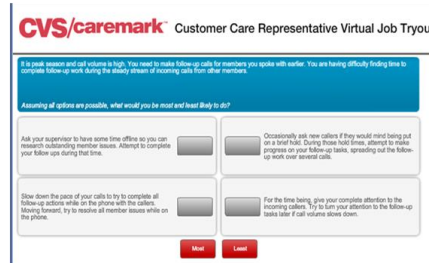 CVS/caremark™ Customer Care Representative Virtual Job Tryou
It is peak season and call volume is high. You need to make follow-up calls for members you spoke with earlier. You are having difficulty finding time to
complete follow-up work during the steady stream of incoming calls from other members.
Assuming all options are possible, what would you be most and least likely to do?
Ask your supervisor to have some time offline so you can
research outstanding member issues. Attempt to complete
your follow ups during that time.
Occasionally ask new callers if they would mind being put
on a brief hold. During those hold times, attempt to make
progress on your follow-up tasks, spreading out the follow-
up work over several calls.
Slow down the pace of your calls to try to complete all
follow-up actions while on the phone with the callers.
Moving forward, try to resolve all member issues while on
the phone.
For the time being, give your complete attention to the
incoming callers. Try to turn your attention to the follow-up
tasks later if call volume slows down.
Most
Least